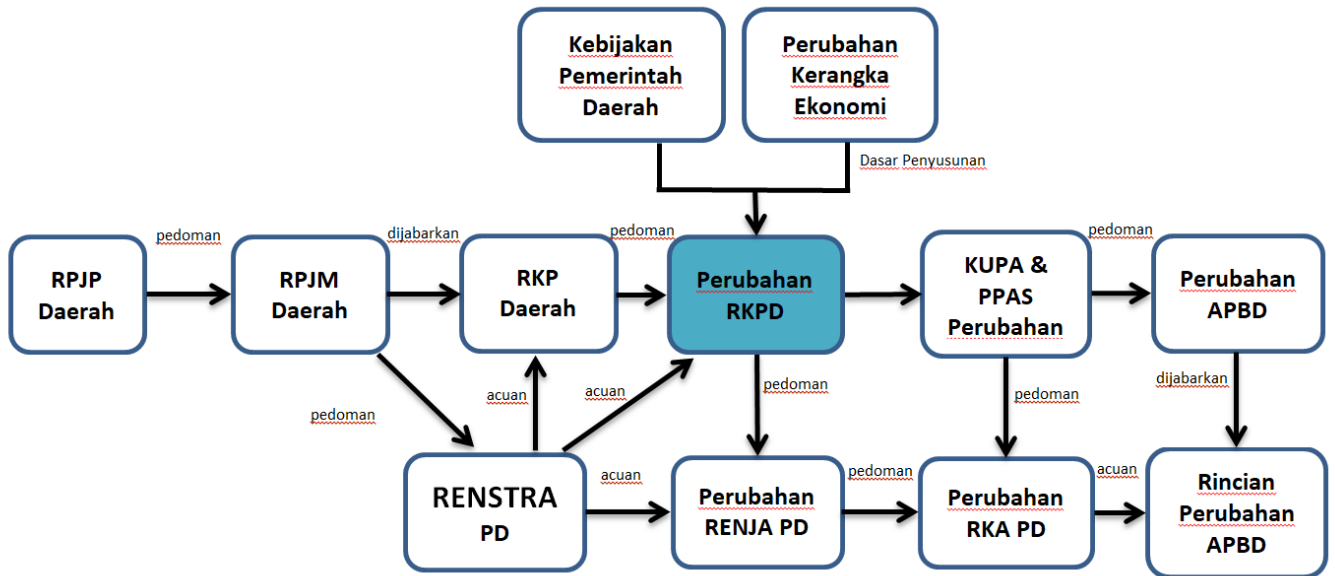 Kebijakan
Pemerintah
Daerah
Perubahan
Kerangka
Ekonomi
Dasar Penyusunan
pedoman
dijabarkan
pedoman
pedoman
RPJP
Daerah
RPJM
Daerah
RKP
Daerah
Perubahan
RKPD
KUPA &
PPAS
Perubahan
Perubahan
APBD
pedoman
acuan
acuan
pedoman
pedoman
dijabarkan
RENSTRA
PD
acuan
Perubahan
RENJA PD
pedoman
Perubahan
RKA PD
acuan
Rincian
Perubahan
APBD